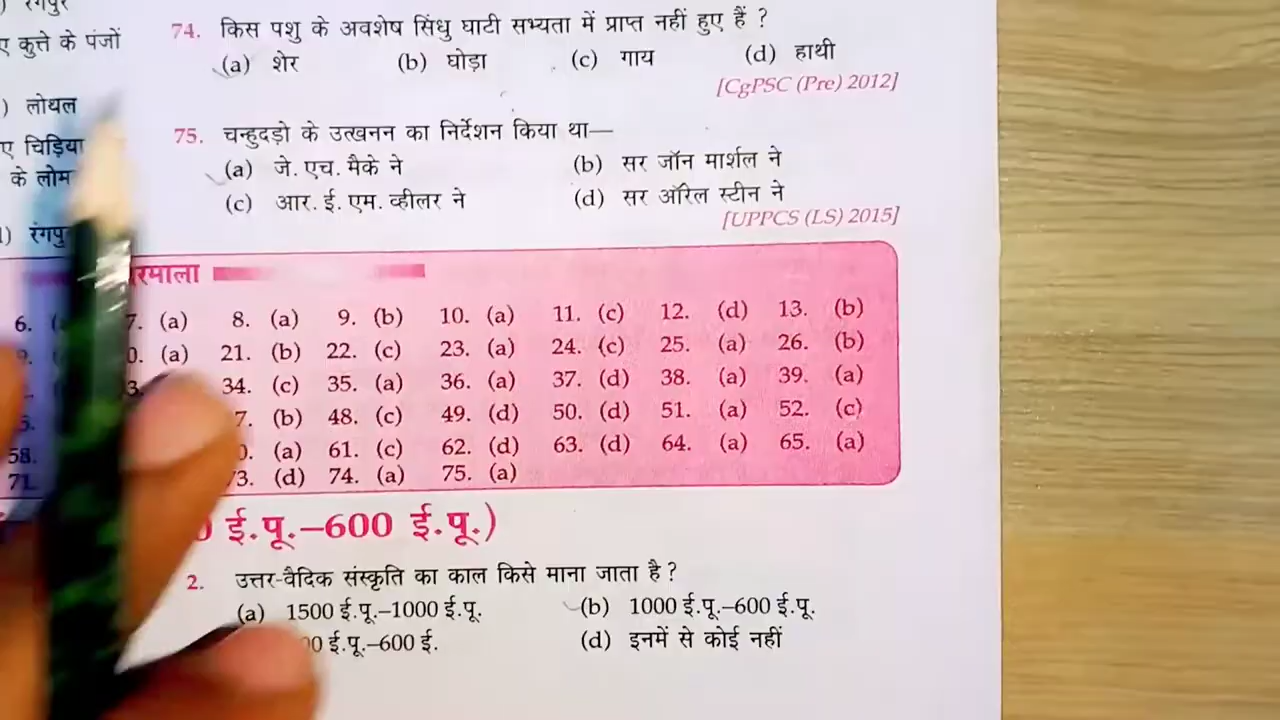 रंगपुर
ए कुत्ते के पंजों
) लोथल
ए चिड़िया
के लोम
) रंगपु
74. किस पशु के अवशेष सिंधु घाटी सभ्यता में प्राप्त नहीं हुए हैं ?
(a) शेर (b) घोड़ा (c) गाय (d) हाथी
[CgPSC (Pre) 2012]
75. चन्हुदड़ो के उत्खनन का निर्देशन किया था—
(a) जे. एच. मैके ने (b) सर जॉन मार्शल ने
(c) आर. ई. एम. व्हीलर ने (d) सर ऑरेल स्टीन ने
[UPPCS (LS) 2015]
रमाला
6. 7. (a) 8. (a) 9. (b) 10. (a) 11. (c) 12. (d) 13. (b)
0. (a) 21. (b) 22. (c) 23. (a) 24. (c) 25. (a) 26. (b)
3. 34. (c) 35. (a) 36. (a) 37. (d) 38. (a) 39. (a)
7. (b) 48. (c) 49. (d) 50. (d) 51. (a) 52. (c)
58. 0. (a) 61. (c) 62. (d) 63. (d) 64. (a) 65. (a)
71. 73. (d) 74. (a) 75. (a)
ई.पू.–600 ई.पू.)
2. उत्तर-वैदिक संस्कृति का काल किसे माना जाता है ?
(a) 1500 ई.पू.–1000 ई.पू. (b) 1000 ई.पू.–600 ई.पू.
00 ई.पू.–600 ई. (d) इनमें से कोई नहीं